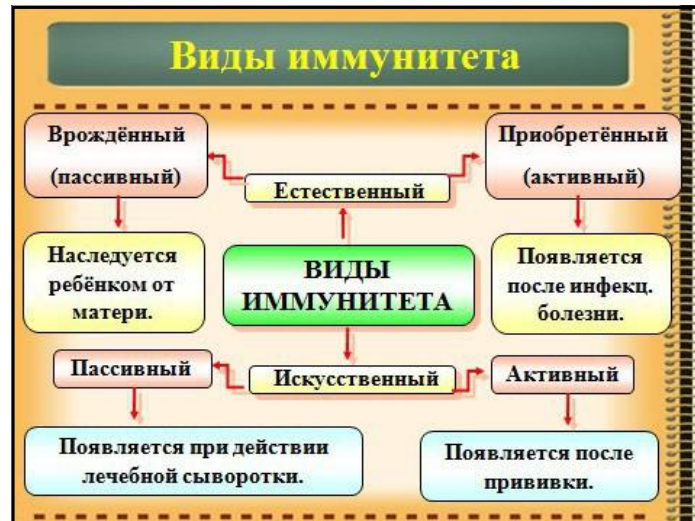 Виды иммунитета
Врождённый
(пассивный)
Приобретённый
(активный)
Естественный
Наследуется
ребёнком от
матери.
ВИДЫ
ИММУНИТЕТА
Появляется
после инфекц.
болезни.
Пассивный
Искусственный
Активный
Появляется при действии
лечебной сыворотки.
Появляется после
прививки.